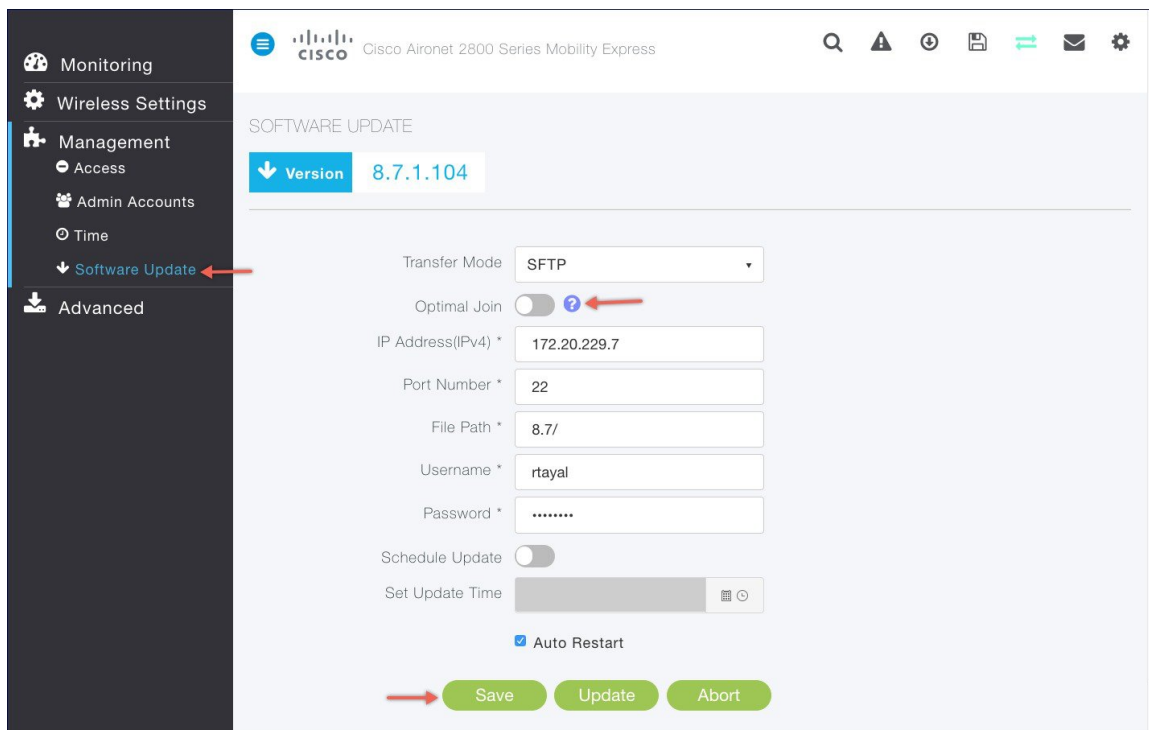 Monitoring
Wireless Settings
Management
Access
Admin Accounts
Time
Software Update
Advanced
CISCO Cisco Aironet 2800 Series Mobility Express
SOFTWARE UPDATE
Version 8.7.1.104
Transfer Mode SFTP
Optimal Join ?
IP Address(IPv4) * 172.20.229.7
Port Number * 22
File Path * 8.7/
Username * rtayal
Password * ••••••••
Schedule Update
Set Update Time
Auto Restart
Save Update Abort